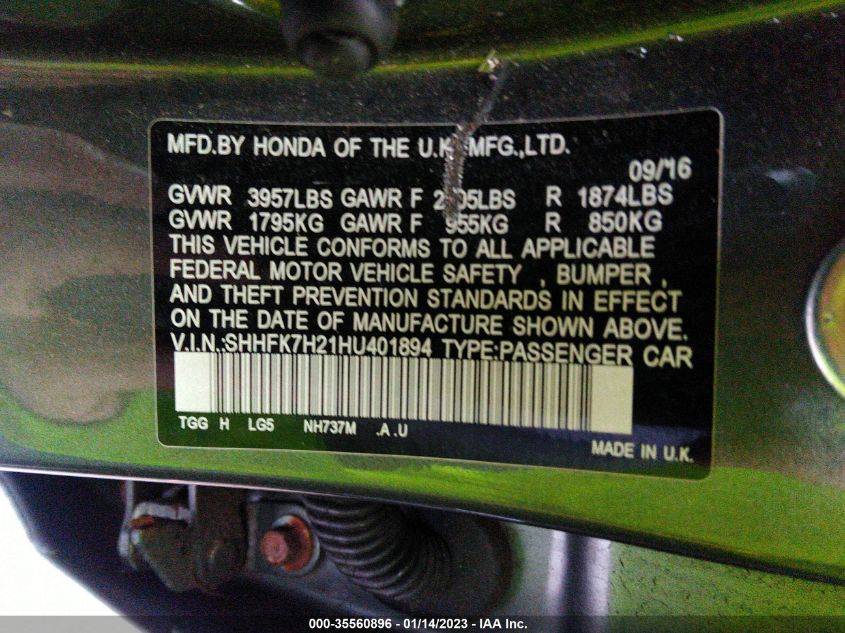 MFD.BY HONDA OF THE U.K. MFG.,LTD.
09/16
GVWR 3957LBS GAWR F LBS R 1874LBS
GVWR 1795KG GAWR F 955KG R 850KG
THIS VEHICLE CONFORMS TO ALL APPLICABLE
FEDERAL MOTOR VEHICLE SAFETY , BUMPER ,
AND THEFT PREVENTION STANDARDS IN EFFECT
ON THE DATE OF MANUFACTURE SHOWN ABOVE.
V.I.N.:SHHFK7H21HU401894 TYPE:PASSENGER CAR
TGG H LG5 NH737M .A .U
MADE IN U.K.
000-35560896 - 01/14/2023 - IAA Inc.